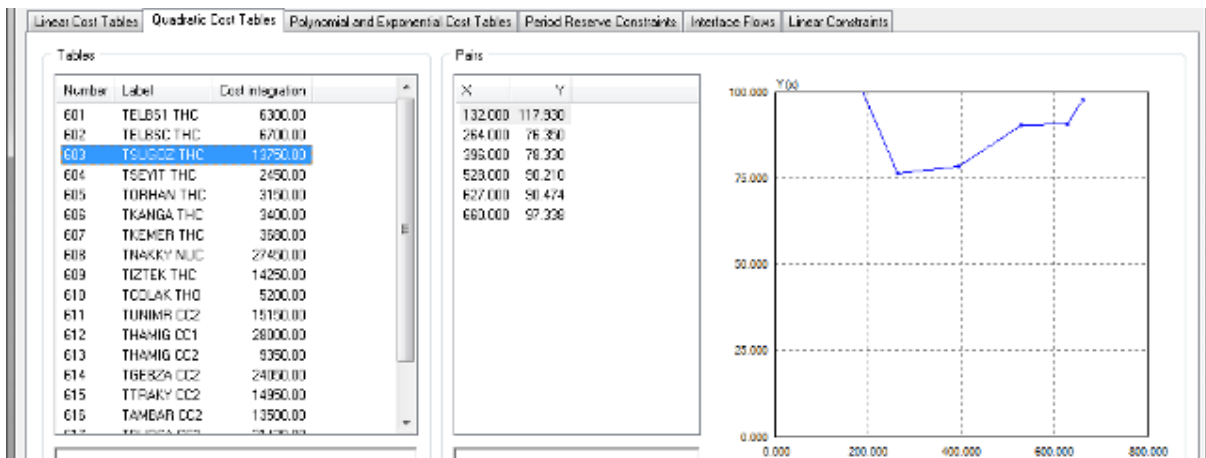 Linear Cost Tables Quadratic Cost Tables Polynomial and Exponential Cost Tables Period Reserve Constraints Interface Flows Linear Constraints
Tables
Number Label Cost integration
601 TELBS1 THC 6300.00
602 TELBSC THC 6700.00
603 TSUGOZ THC 13750.00
604 TSEYIT THC 2450.00
605 TORHAN THC 3150.00
606 TKANGA THC 3400.00
607 TKEMER THC 3680.00
608 TNAKKY NUC 27450.00
609 TIZTEK THC 14250.00
610 TCOLAK THO 5200.00
611 TUNIMR CC2 15150.00
612 THAMIG CC1 28000.00
613 THAMIG CC2 9350.00
614 TGEBZA CC2 24050.00
615 TTRAKY CC2 14950.00
616 TAMBAR CC2 13500.00
Pairs
X Y
132.000 117.930
264.000 76.350
396.000 78.330
528.000 90.210
627.000 90.474
660.000 97.338
Y(x)
100.000
75.000
50.000
25.000
0.000
0.000 200.000 400.000 600.000 800.000